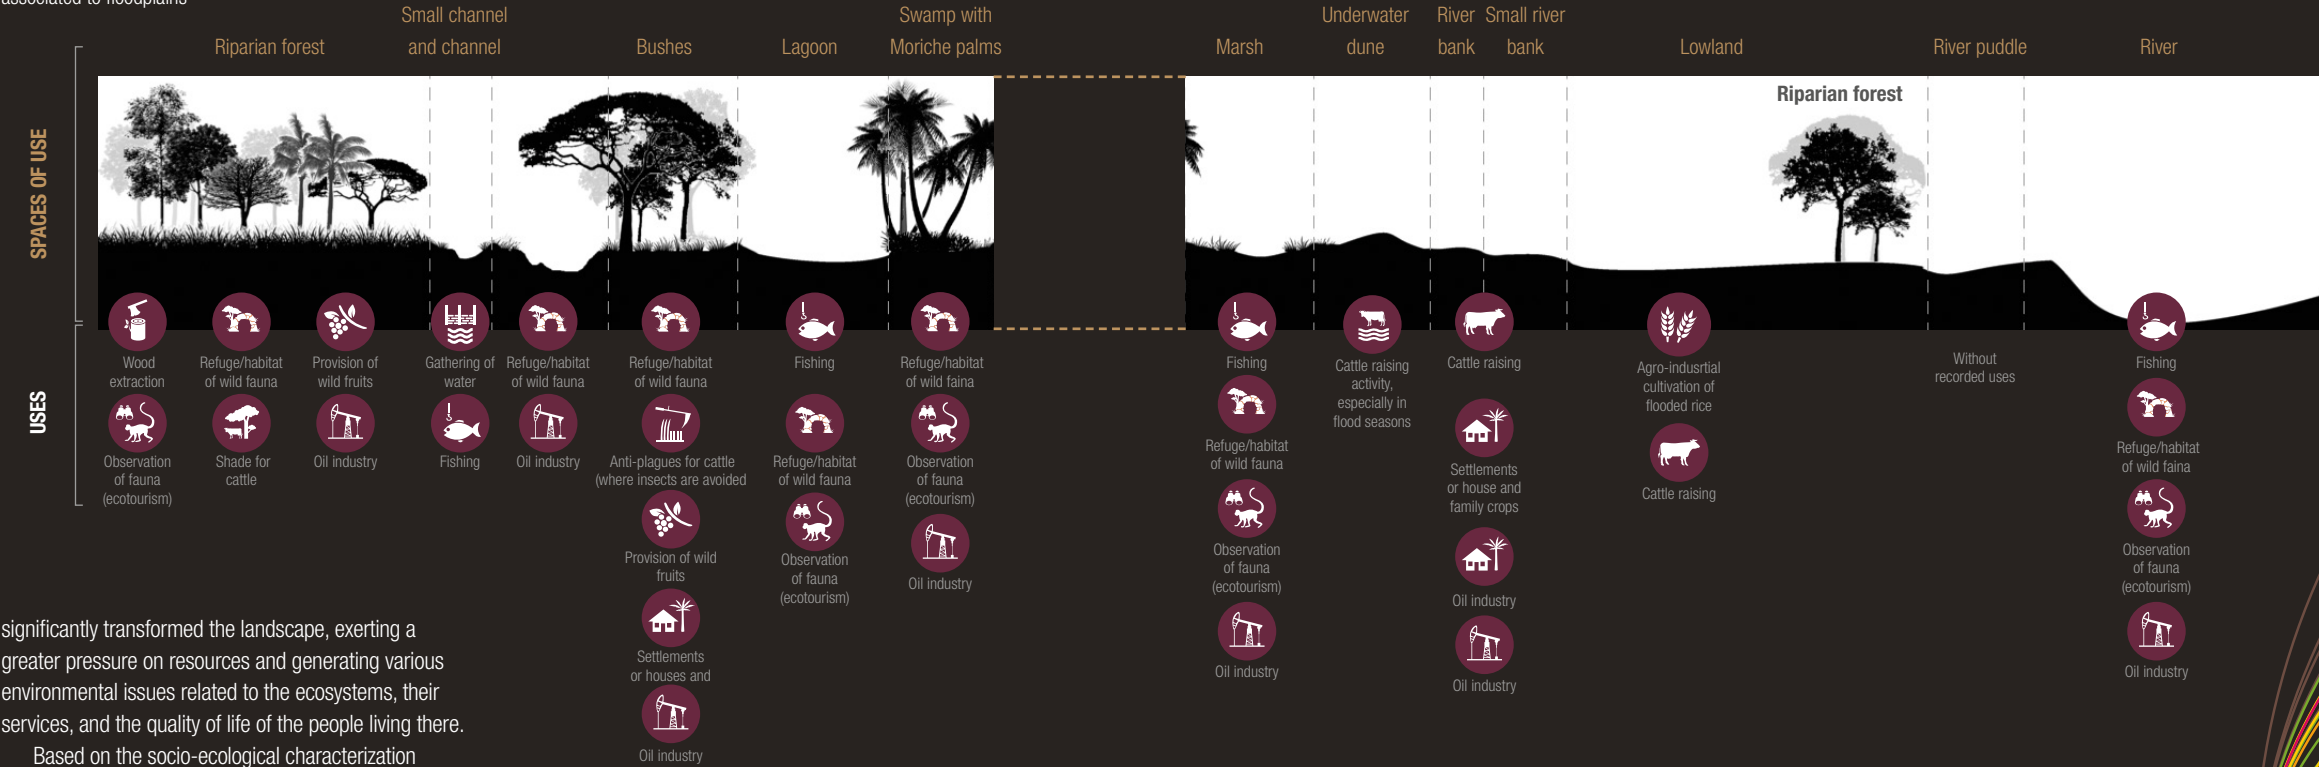 associated to floodplains
Riparian forest
Small channel
and channel
Bushes
Lagoon
Swamp with
Moriche palms
Marsh
Underwater
dune
River
bank
Small river
bank
Lowland
River puddle
River
SPACES OF USE
Riparian forest
USES
Wood
extraction
Observation
of fauna
(ecotourism)
Refuge/habitat
of wild fauna
Shade for
cattle
Provision of
wild fruits
Oil industry
Gathering of
water
Fishing
Refuge/habitat
of wild fauna
Oil industry
Refuge/habitat
of wild fauna
Anti-plagues for cattle
(where insects are avoided
Provision of wild
fruits
Settlements
or houses and
Oil industry
Fishing
Refuge/habitat
of wild fauna
Observation
of fauna
(ecotourism)
Refuge/habitat
of wild faina
Observation
of fauna
(ecotourism)
Oil industry
Fishing
Refuge/habitat
of wild fauna
Observation
of fauna
(ecotourism)
Oil industry
Cattle raising
activity,
especially in
flood seasons
Cattle raising
Settlements
or house and
family crops
Oil industry
Oil industry
Agro-indusrtial
cultivation of
flooded rice
Cattle raising
Without
recorded uses
Fishing
Refuge/habitat
of wild faina
Observation
of fauna
(ecotourism)
Oil industry
significantly transformed the landscape, exerting a
greater pressure on resources and generating various
environmental issues related to the ecosystems, their
services, and the quality of life of the people living there.
Based on the socio-ecological characterization